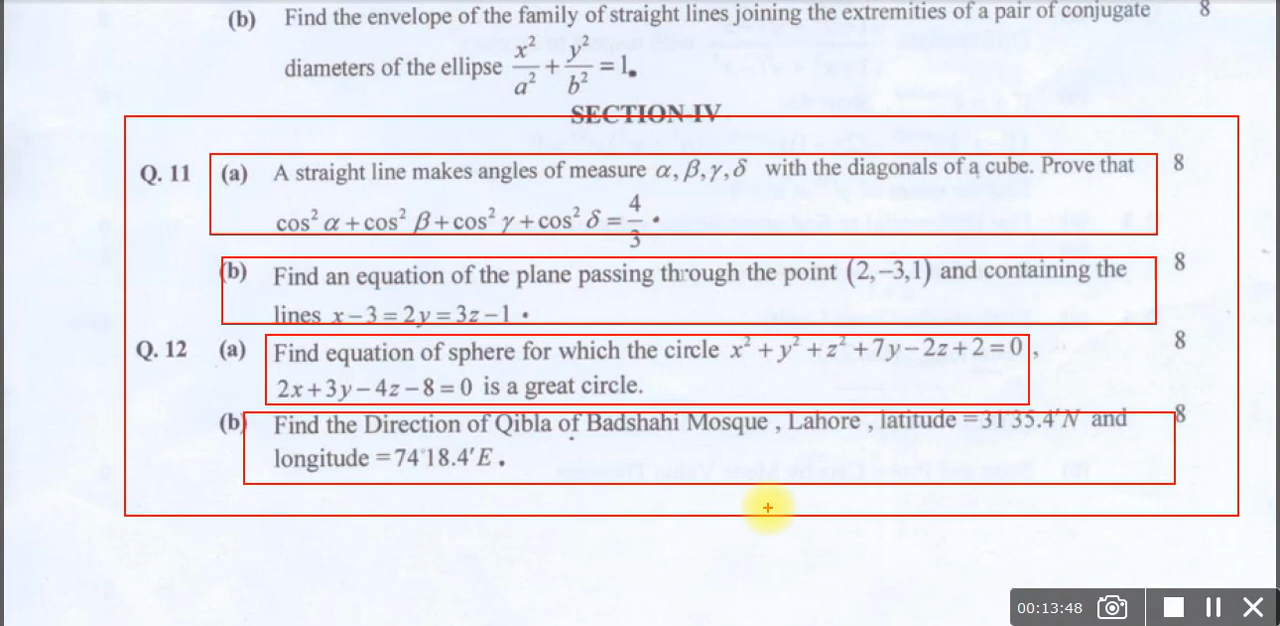 (b) Find the envelope of the family of straight lines joining the extremities of a pair of conjugate 8
diameters of the ellipse x²/a² + y²/b² = 1.
SECTION-IV
Q. 11 (a) A straight line makes angles of measure α, β, γ, δ with the diagonals of a cube. Prove that 8
cos² α + cos² β + cos² γ + cos² δ = 4/3 .
(b) Find an equation of the plane passing through the point (2, −3, 1) and containing the 8
lines x − 3 = 2y = 3z − 1 .
Q. 12 (a) Find equation of sphere for which the circle x² + y² + z² + 7y − 2z + 2 = 0 , 8
2x + 3y − 4z − 8 = 0 is a great circle.
(b) Find the Direction of Qibla of Badshahi Mosque , Lahore , latitude = 31°35.4′ N and 8
longitude = 74°18.4′ E .
00:13:48